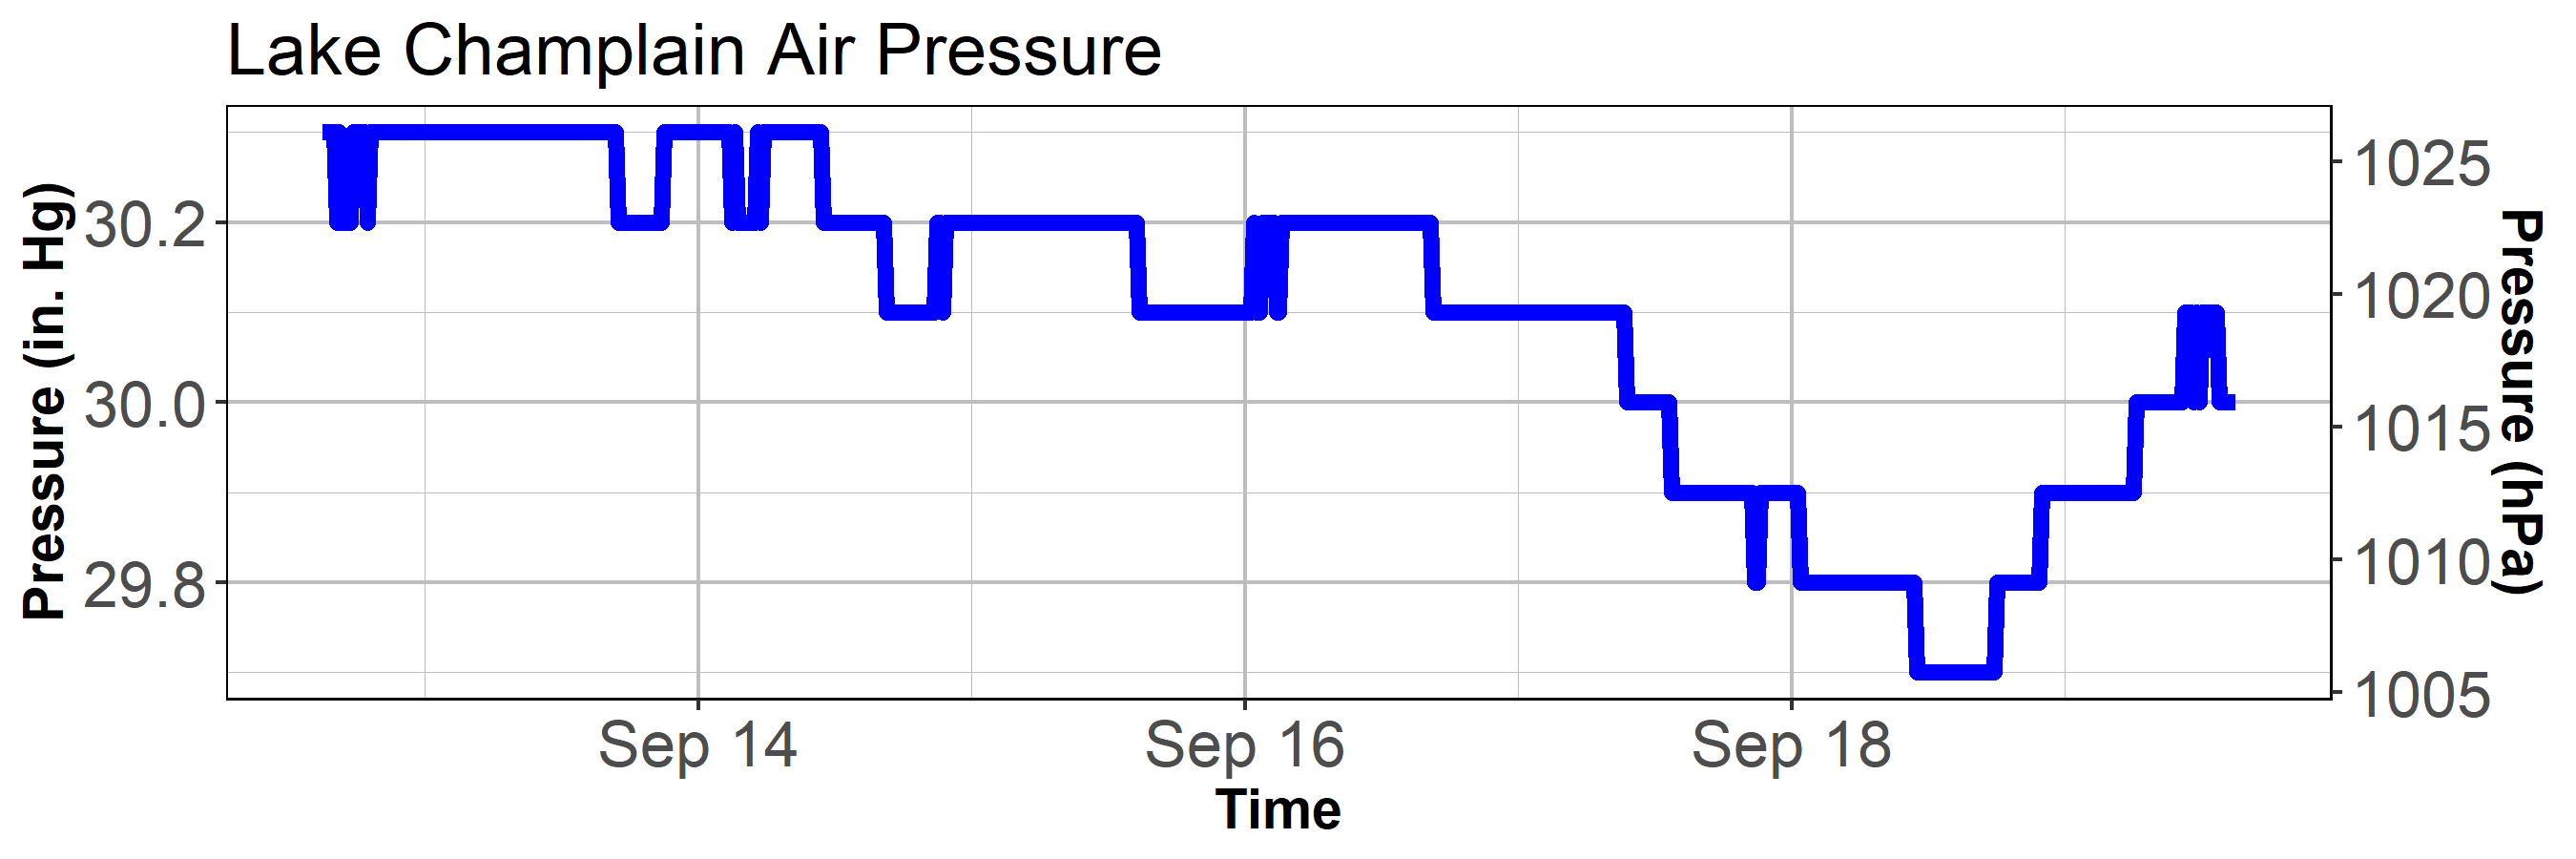 Lake Champlain Air Pressure
Pressure (in. Hg)
30.2
30.0
29.8
1025
1020
1015
1010
1005
Pressure (hPa)
Sep 14
Sep 16
Sep 18
Time